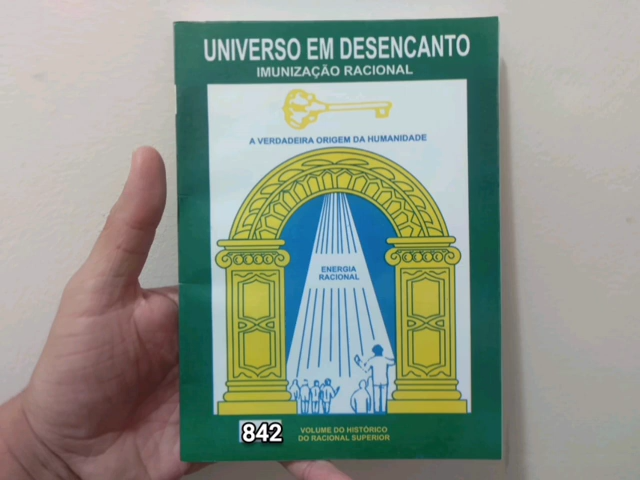 UNIVERSO EM DESENCANTO
IMUNIZAÇÃO RACIONAL
A VERDADEIRA ORIGEM DA HUMANIDADE
ENERGIA
RACIONAL
842
VOLUME DO HISTÓRICO
DO RACIONAL SUPERIOR